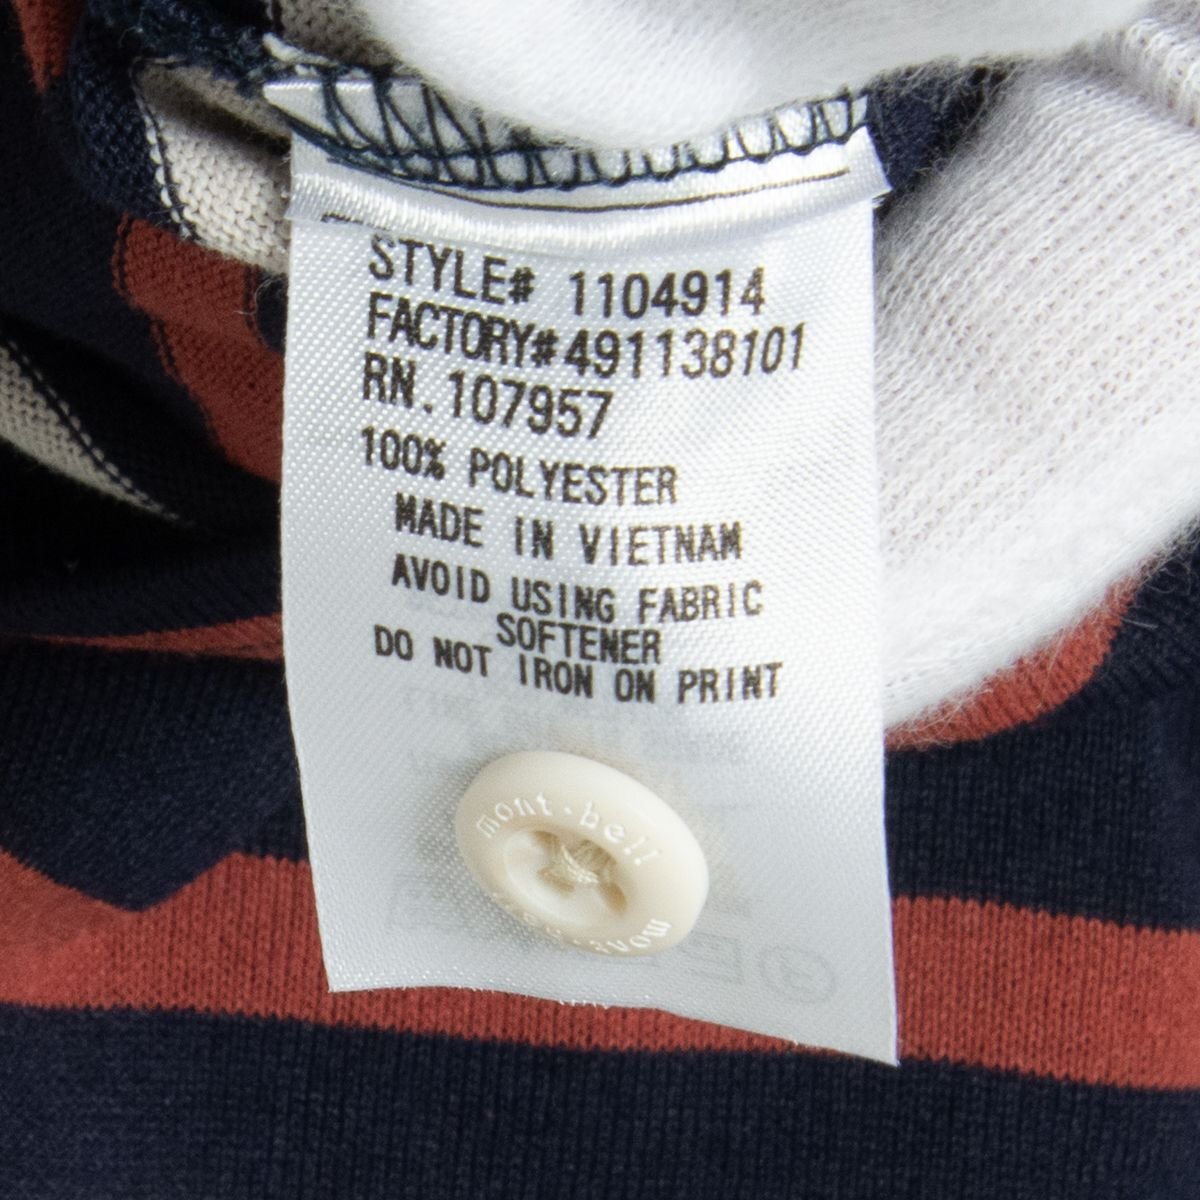 STYLE# 1104914
FACTORY#491138101
RN.107957
100% POLYESTER
MADE IN VIETNAM
AVOID USING FABRIC
SOFTENER
DO NOT IRON ON PRINT
mont·bell